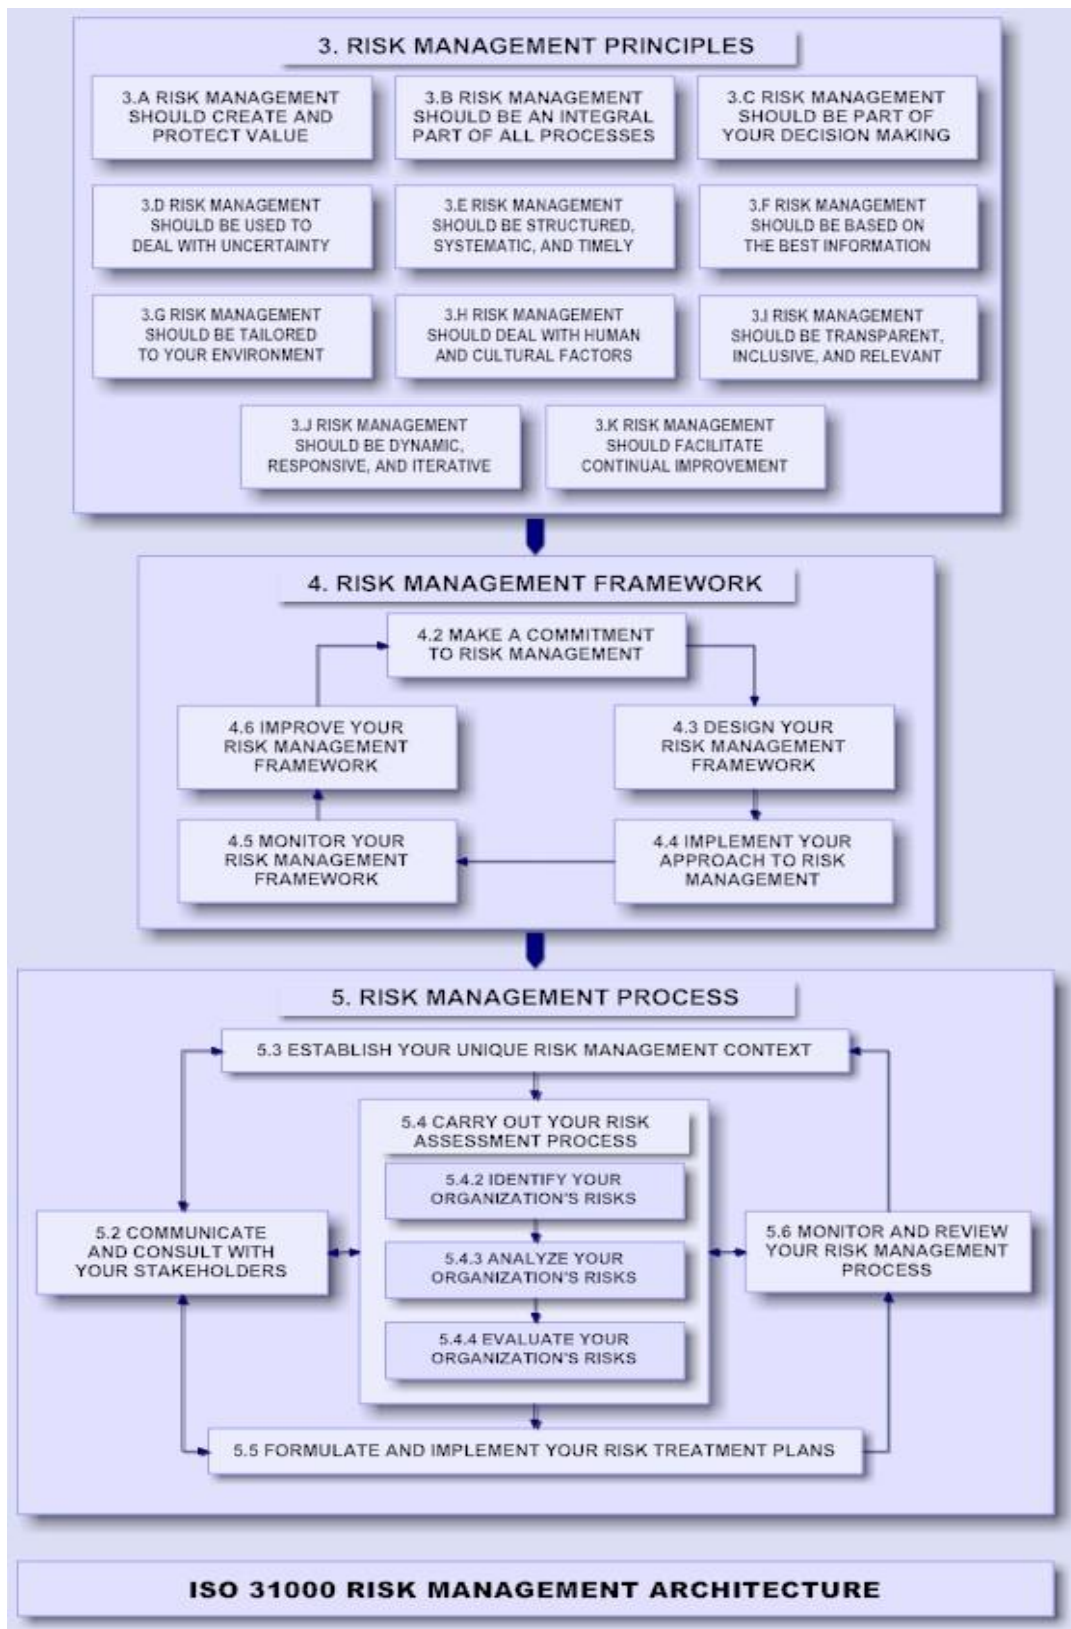 3. RISK MANAGEMENT PRINCIPLES
3.A RISK MANAGEMENT
SHOULD CREATE AND
PROTECT VALUE
3.B RISK MANAGEMENT
SHOULD BE AN INTEGRAL
PART OF ALL PROCESSES
3.C RISK MANAGEMENT
SHOULD BE PART OF
YOUR DECISION MAKING
3.D RISK MANAGEMENT
SHOULD BE USED TO
DEAL WITH UNCERTAINTY
3.E RISK MANAGEMENT
SHOULD BE STRUCTURED,
SYSTEMATIC, AND TIMELY
3.F RISK MANAGEMENT
SHOULD BE BASED ON
THE BEST INFORMATION
3.G RISK MANAGEMENT
SHOULD BE TAILORED
TO YOUR ENVIRONMENT
3.H RISK MANAGEMENT
SHOULD DEAL WITH HUMAN
AND CULTURAL FACTORS
3.I RISK MANAGEMENT
SHOULD BE TRANSPARENT,
INCLUSIVE, AND RELEVANT
3.J RISK MANAGEMENT
SHOULD BE DYNAMIC,
RESPONSIVE, AND ITERATIVE
3.K RISK MANAGEMENT
SHOULD FACILITATE
CONTINUAL IMPROVEMENT
4. RISK MANAGEMENT FRAMEWORK
4.2 MAKE A COMMITMENT
TO RISK MANAGEMENT
4.6 IMPROVE YOUR
RISK MANAGEMENT
FRAMEWORK
4.3 DESIGN YOUR
RISK MANAGEMENT
FRAMEWORK
4.5 MONITOR YOUR
RISK MANAGEMENT
FRAMEWORK
4.4 IMPLEMENT YOUR
APPROACH TO RISK
MANAGEMENT
5. RISK MANAGEMENT PROCESS
5.3 ESTABLISH YOUR UNIQUE RISK MANAGEMENT CONTEXT
5.4 CARRY OUT YOUR RISK
ASSESSMENT PROCESS
5.4.2 IDENTIFY YOUR
ORGANIZATION'S RISKS
5.2 COMMUNICATE
AND CONSULT WITH
YOUR STAKEHOLDERS
5.4.3 ANALYZE YOUR
ORGANIZATION'S RISKS
5.6 MONITOR AND REVIEW
YOUR RISK MANAGEMENT
PROCESS
5.4.4 EVALUATE YOUR
ORGANIZATION'S RISKS
5.5 FORMULATE AND IMPLEMENT YOUR RISK TREATMENT PLANS
ISO 31000 RISK MANAGEMENT ARCHITECTURE